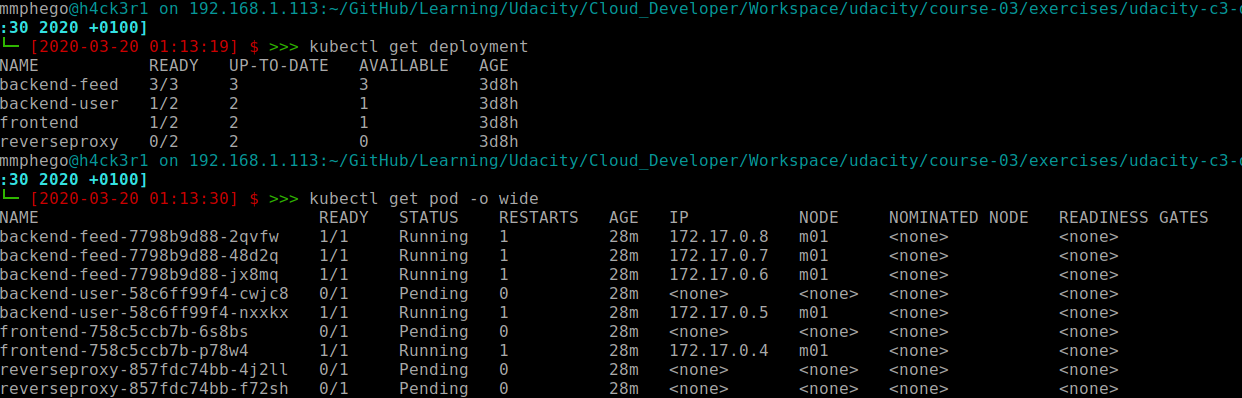 mmphego@h4ck3r1 on 192.168.1.113:~/GitHub/Learning/Udacity/Cloud_Developer/Workspace/udacity/course-03/exercises/udacity-c3-
:30 2020 +0100]
└─ [2020-03-20 01:13:19] $ >>> kubectl get deployment
NAME           READY   UP-TO-DATE   AVAILABLE   AGE
backend-feed   3/3     3            3           3d8h
backend-user   1/2     2            1           3d8h
frontend       1/2     2            1           3d8h
reverseproxy   0/2     2            0           3d8h
mmphego@h4ck3r1 on 192.168.1.113:~/GitHub/Learning/Udacity/Cloud_Developer/Workspace/udacity/course-03/exercises/udacity-c3-
:30 2020 +0100]
└─ [2020-03-20 01:13:30] $ >>> kubectl get pod -o wide
NAME                            READY   STATUS    RESTARTS   AGE   IP           NODE     NOMINATED NODE   READINESS GATES
backend-feed-7798b9d88-2qvfw    1/1     Running   1          28m   172.17.0.8   m01      <none>           <none>
backend-feed-7798b9d88-48d2q    1/1     Running   1          28m   172.17.0.7   m01      <none>           <none>
backend-feed-7798b9d88-jx8mq    1/1     Running   1          28m   172.17.0.6   m01      <none>           <none>
backend-user-58c6ff99f4-cwjc8   0/1     Pending   0          28m   <none>       <none>   <none>           <none>
backend-user-58c6ff99f4-nxxkx   1/1     Running   1          28m   172.17.0.5   m01      <none>           <none>
frontend-758c5ccb7b-6s8bs       0/1     Pending   0          28m   <none>       <none>   <none>           <none>
frontend-758c5ccb7b-p78w4       1/1     Running   1          28m   172.17.0.4   m01      <none>           <none>
reverseproxy-857fdc74bb-4j2ll   0/1     Pending   0          28m   <none>       <none>   <none>           <none>
reverseproxy-857fdc74bb-f72sh   0/1     Pending   0          28m   <none>       <none>   <none>           <none>